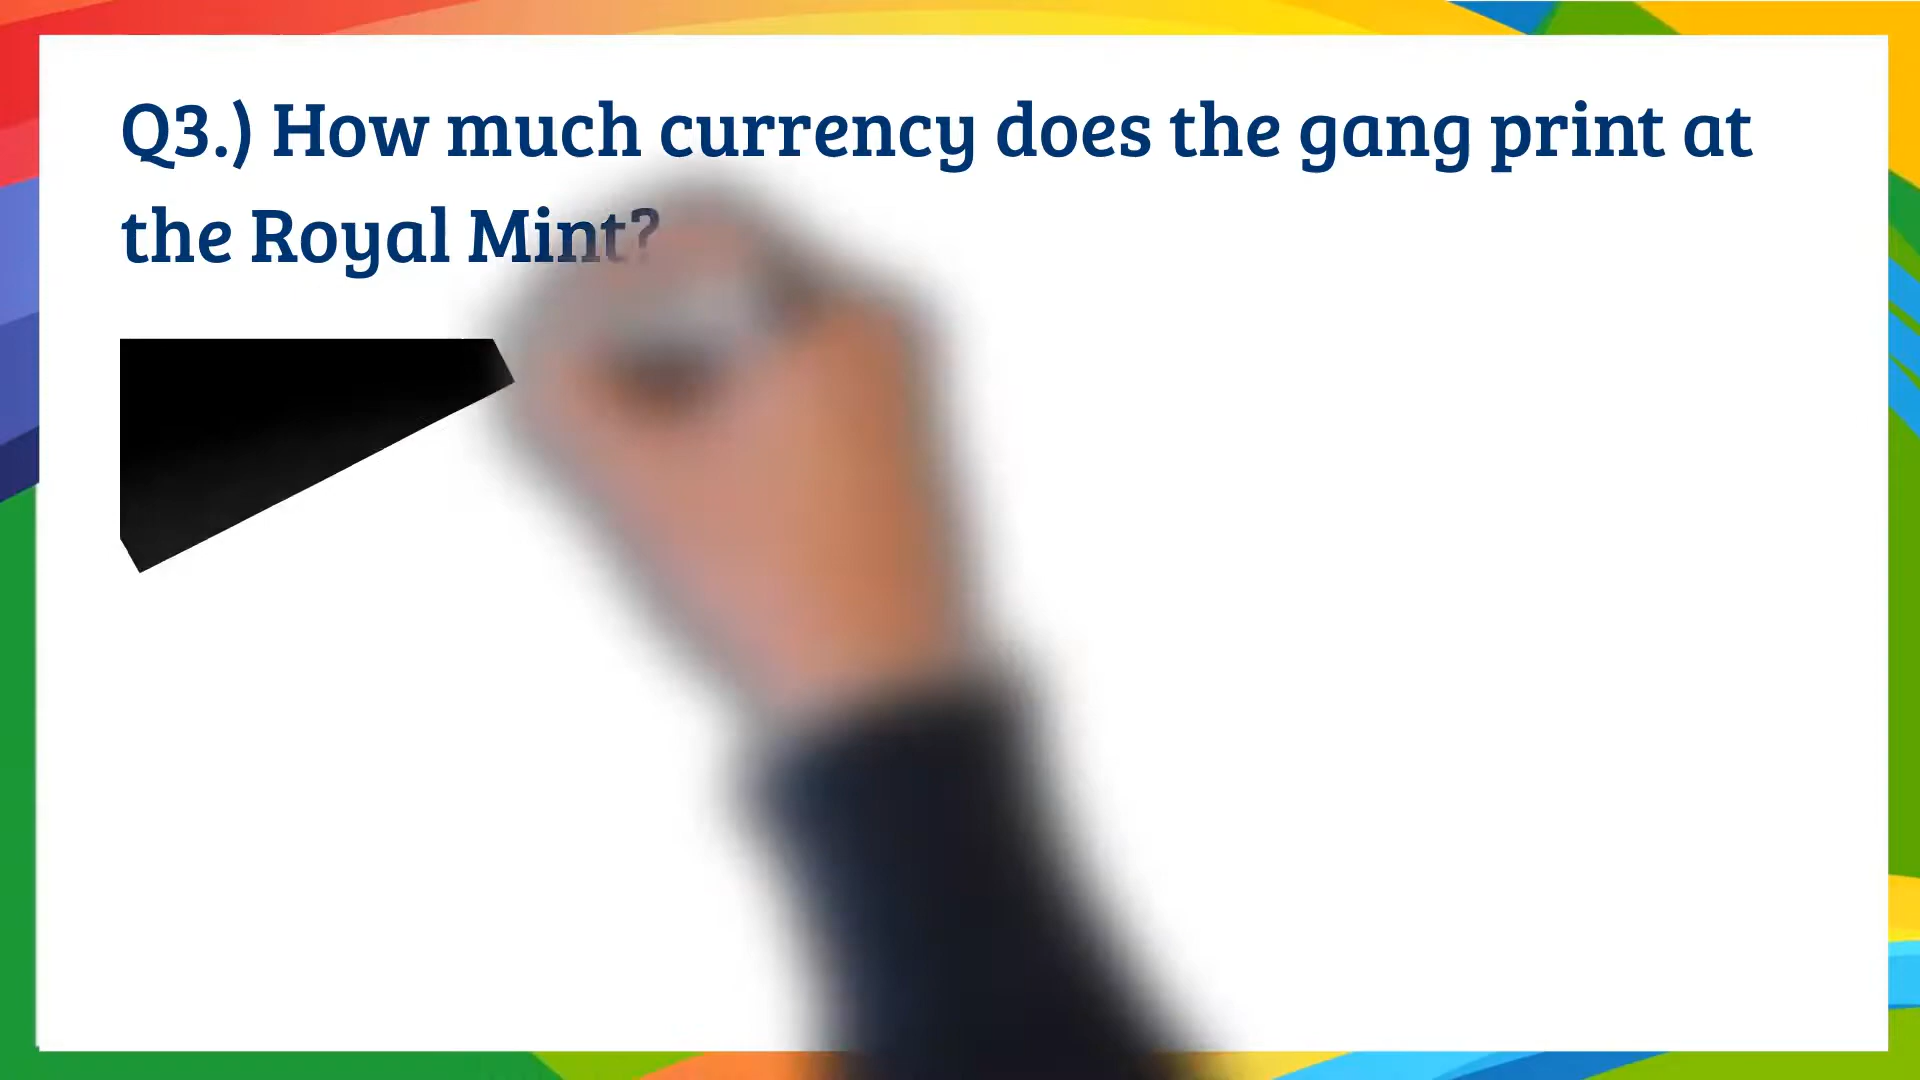 Q3.) How much currency does the gang print at
the Royal Mint?